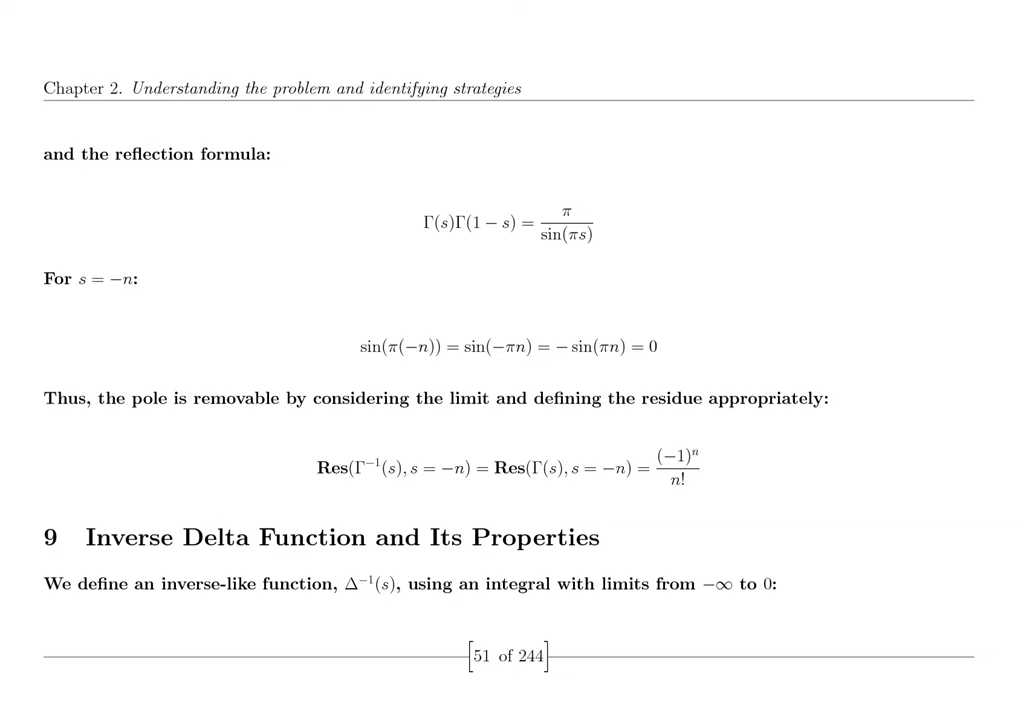 Chapter 2. Understanding the problem and identifying strategies
and the reflection formula:
Γ(s)Γ(1 − s) = π / sin(πs)
For s = −n:
sin(π(−n)) = sin(−πn) = − sin(πn) = 0
Thus, the pole is removable by considering the limit and defining the residue appropriately:
Res(Γ⁻¹(s), s = −n) = Res(Γ(s), s = −n) = (−1)ⁿ / n!
9 Inverse Delta Function and Its Properties
We define an inverse-like function, Δ⁻¹(s), using an integral with limits from −∞ to 0:
[51 of 244]